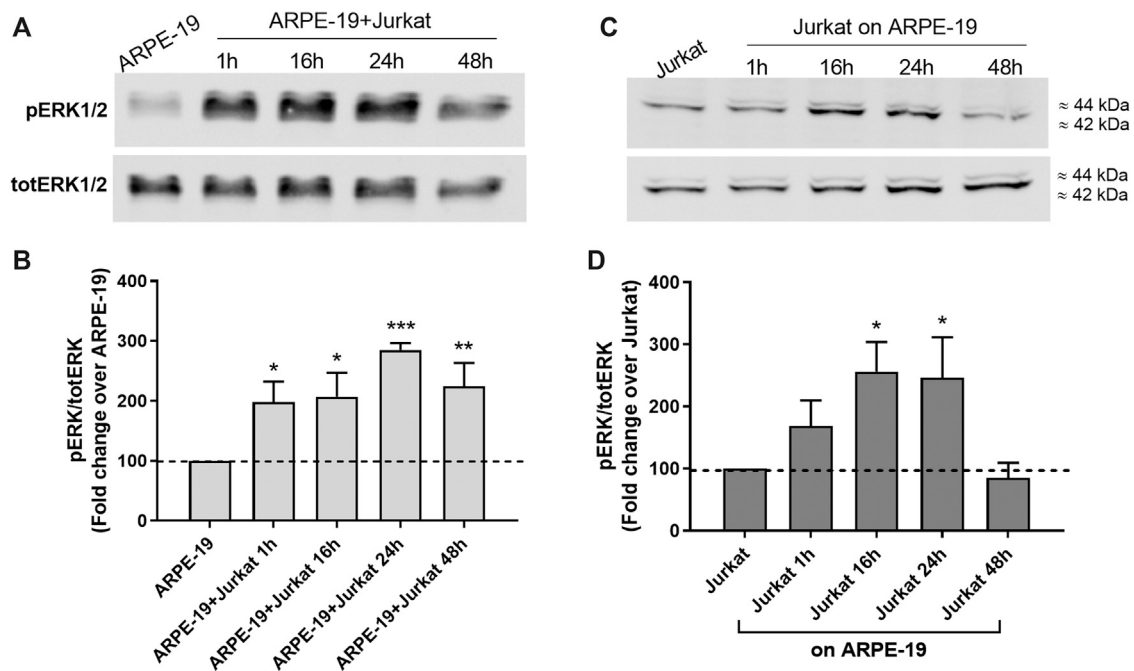 A
ARPE-19
ARPE-19+Jurkat
1h 16h 24h 48h
pERK1/2
totERK1/2
C
Jurkat
Jurkat on ARPE-19
1h 16h 24h 48h
≈ 44 kDa
≈ 42 kDa
≈ 44 kDa
≈ 42 kDa
B
pERK/totERK
(Fold change over ARPE-19)
400
300
200
100
0
* * *** **
ARPE-19
ARPE-19+Jurkat 1h
ARPE-19+Jurkat 16h
ARPE-19+Jurkat 24h
ARPE-19+Jurkat 48h
D
pERK/totERK
(Fold change over Jurkat)
400
300
200
100
0
* *
Jurkat
Jurkat 1h
Jurkat 16h
Jurkat 24h
Jurkat 48h
on ARPE-19